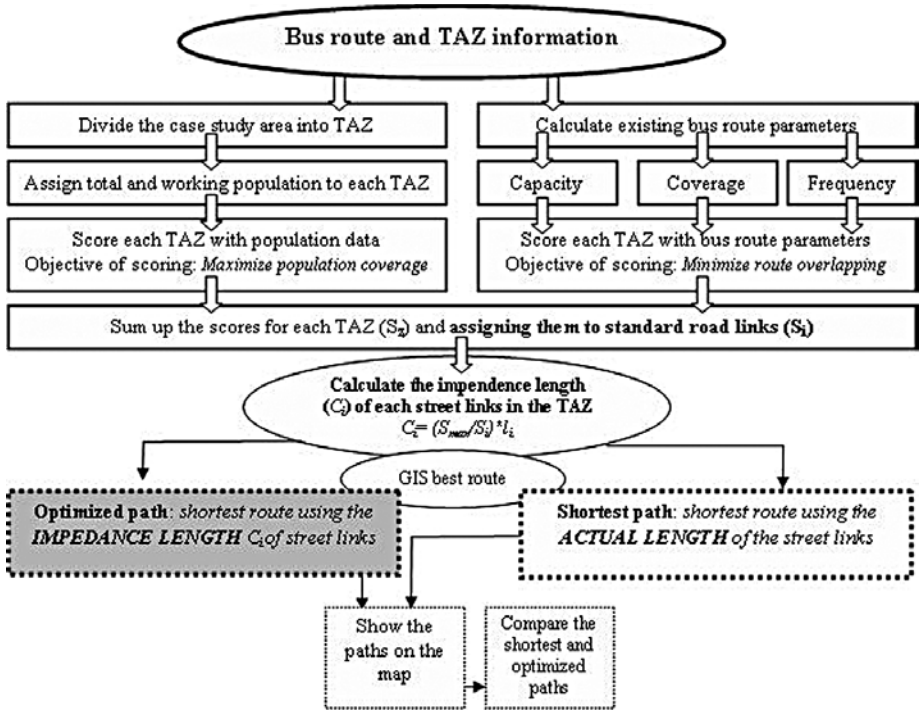 Bus route and TAZ information
Divide the case study area into TAZ
Calculate existing bus route parameters
Assign total and working population to each TAZ
Capacity
Coverage
Frequency
Score each TAZ with population data
Objective of scoring: Maximize population coverage
Score each TAZ with bus route parameters
Objective of scoring: Minimize route overlapping
Sum up the scores for each TAZ (Sz) and assigning them to standard road links (Si)
Calculate the impendence length
(Ci) of each street links in the TAZ
Ci= (Smax/Si)*li
GIS best route
Optimized path: shortest route using the
IMPEDANCE LENGTH Ci of street links
Shortest path: shortest route using the
ACTUAL LENGTH of the street links
Show the
paths on the
map
Compare the
shortest and
optimized
paths